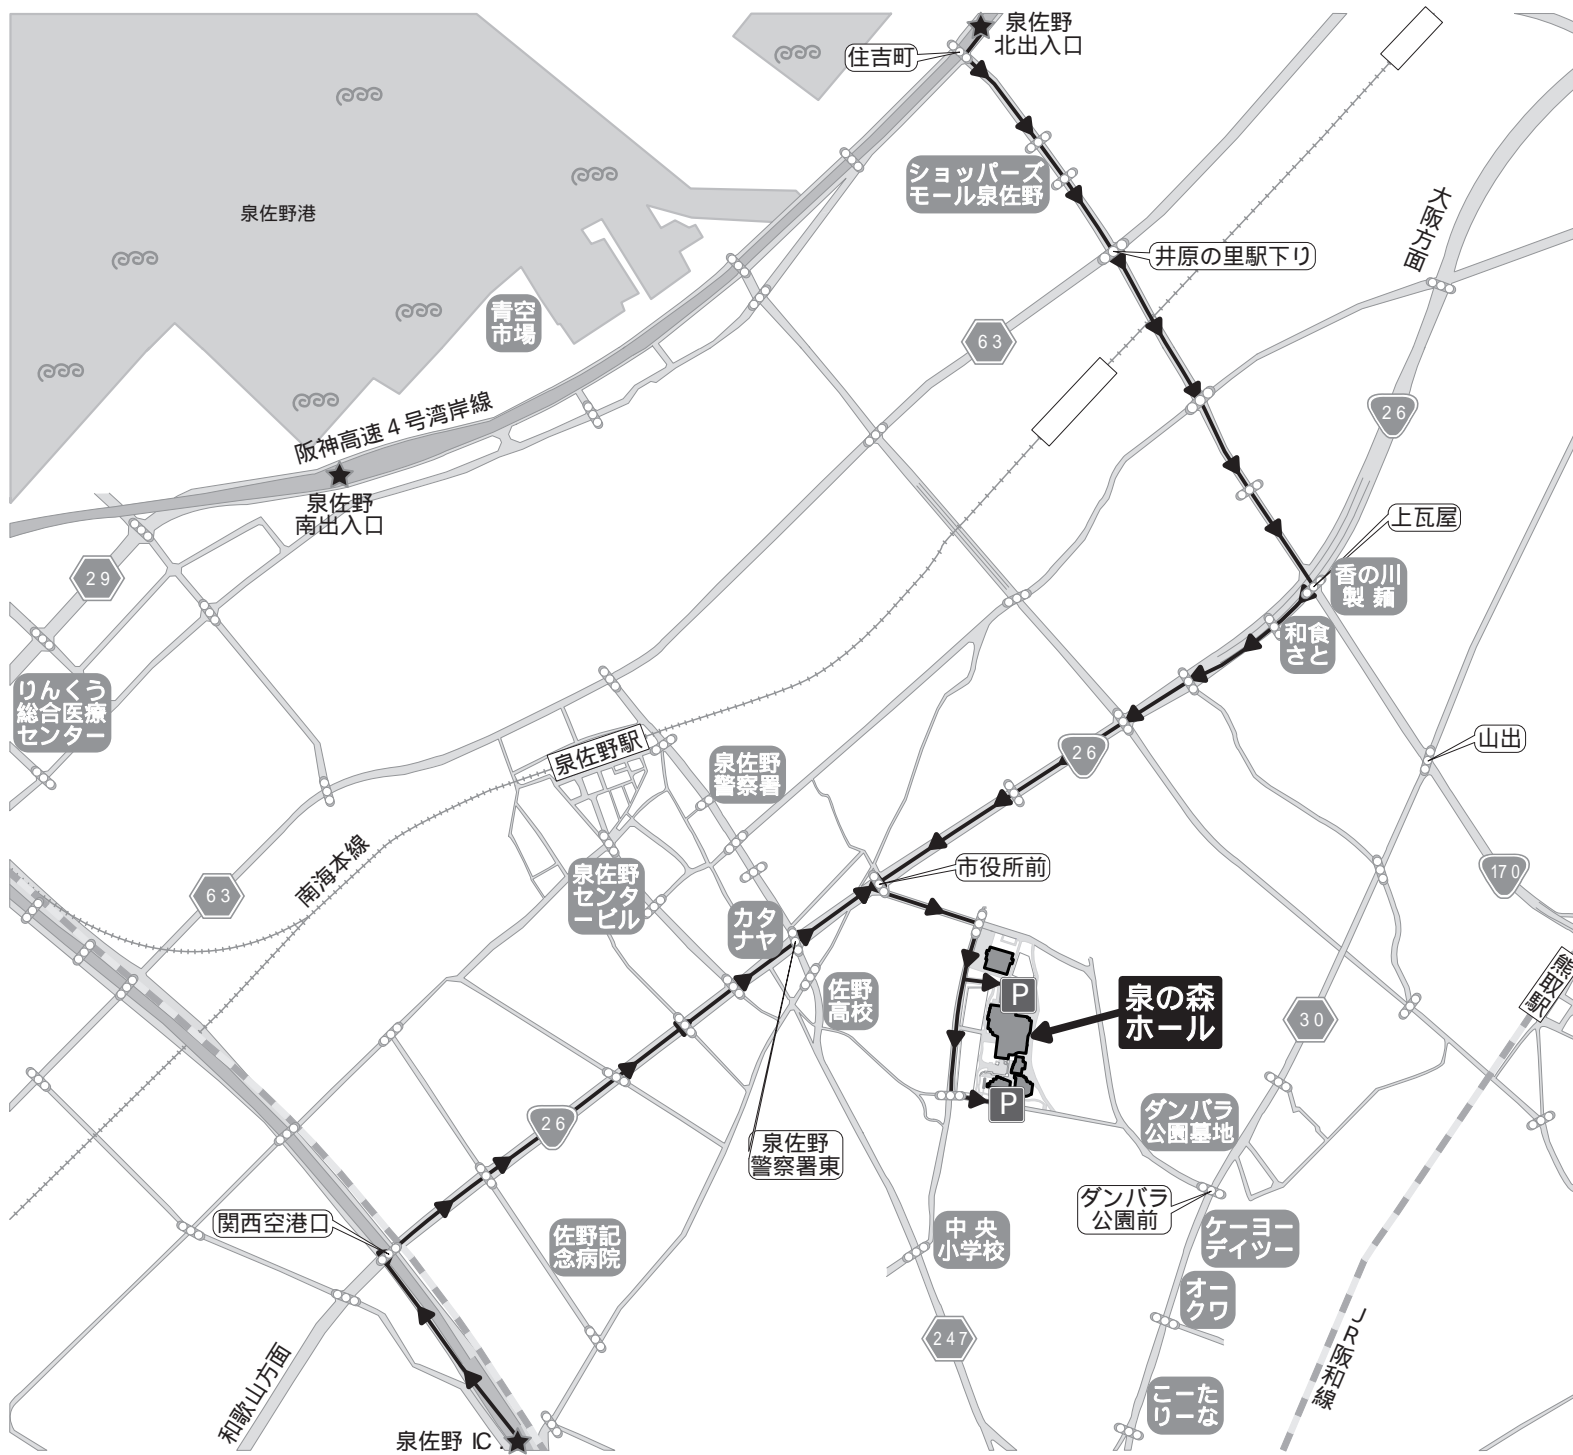 泉佐野
北出入口
住吉町
ショッパーズ
モール泉佐野
大阪方面
泉佐野港
井原の里駅下り
青空
市場
63
阪神高速4号湾岸線
26
泉佐野
南出入口
上瓦屋
29
香の川
製麺
和食
さと
りんくう
総合医療
センター
泉佐野駅
泉佐野
警察署
26
山出
南海本線
63
泉佐野
センタ
ービル
市役所前
170
カタ
ナヤ
熊取駅
佐野
高校
P
泉の森
ホール
30
P
26
ダンバラ
公園墓地
泉佐野
警察署東
関西空港口
佐野記
念病院
ダンバラ
公園前
中央
小学校
ケーヨー
デイツー
オー
クワ
247
JR阪和線
和歌山方面
こーた
りーな
泉佐野 IC